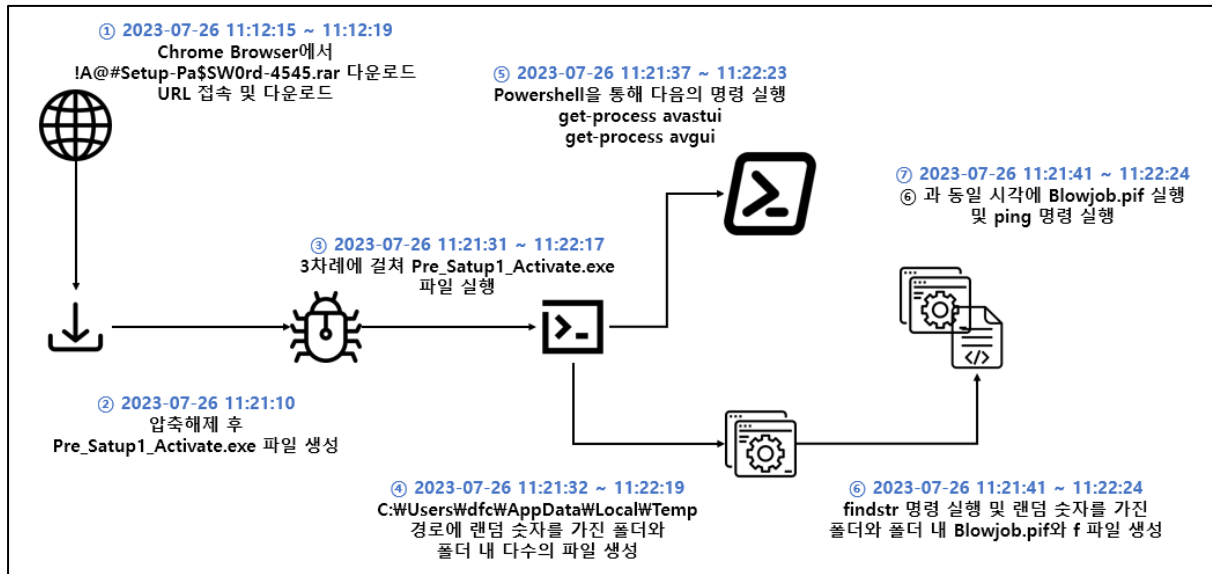 ① 2023-07-26 11:12:15 ~ 11:12:19
Chrome Browser에서
!A@#Setup-Pa$SW0rd-4545.rar 다운로드
URL 접속 및 다운로드
② 2023-07-26 11:21:10
압축해제 후
Pre_Satup1_Activate.exe 파일 생성
③ 2023-07-26 11:21:31 ~ 11:22:17
3차례에 걸쳐 Pre_Satup1_Activate.exe
파일 실행
④ 2023-07-26 11:21:32 ~ 11:22:19
C:₩Users₩dfc₩AppData₩Local₩Temp
경로에 랜덤 숫자를 가진 폴더와
폴더 내 다수의 파일 생성
⑤ 2023-07-26 11:21:37 ~ 11:22:23
Powershell을 통해 다음의 명령 실행
get-process avastui
get-process avgui
⑥ 2023-07-26 11:21:41 ~ 11:22:24
findstr 명령 실행 및 랜덤 숫자를 가진
폴더와 폴더 내 Blowjob.pif와 f 파일 생성
⑦ 2023-07-26 11:21:41 ~ 11:22:24
⑥ 과 동일 시각에 Blowjob.pif 실행
및 ping 명령 실행